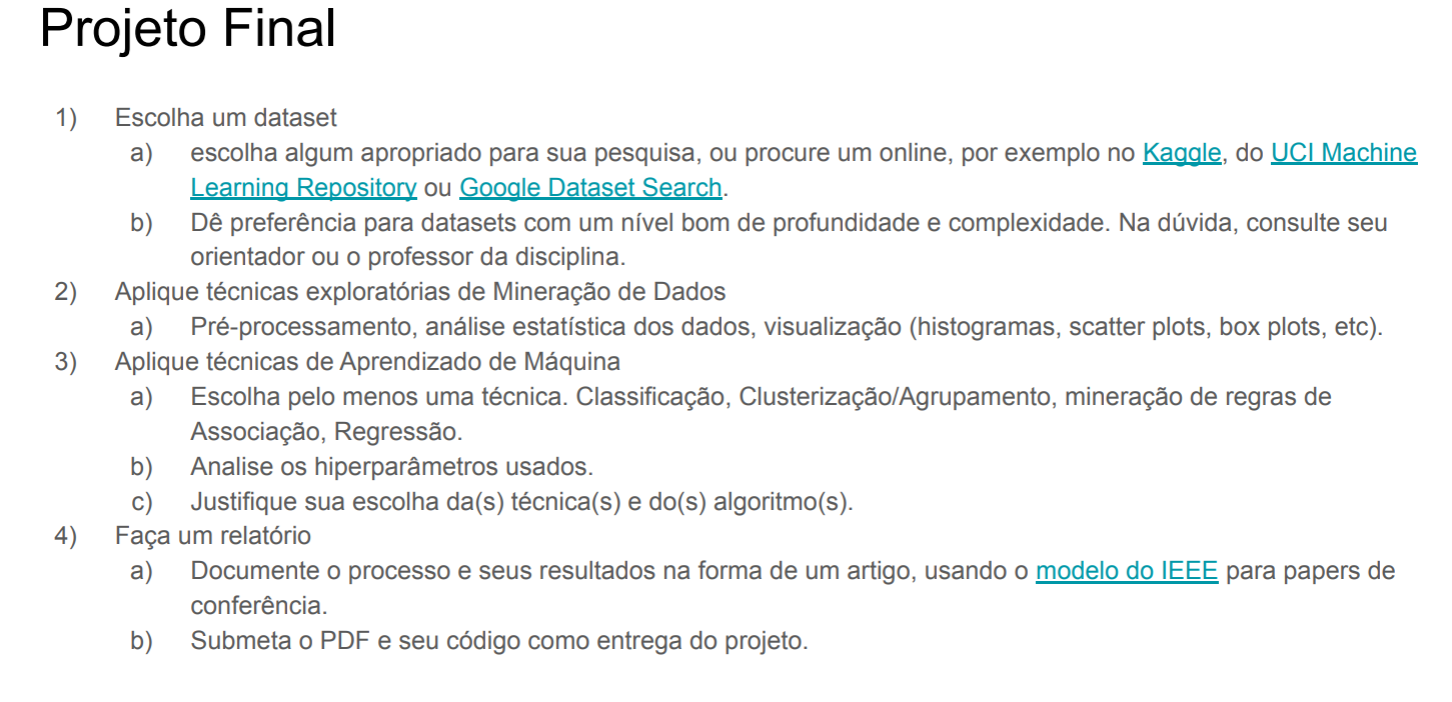 Projeto Final
1) Escolha um dataset
a) escolha algum apropriado para sua pesquisa, ou procure um online, por exemplo no Kaggle, do UCI Machine
Learning Repository ou Google Dataset Search.
b) Dê preferência para datasets com um nível bom de profundidade e complexidade. Na dúvida, consulte seu
orientador ou o professor da disciplina.
2) Aplique técnicas exploratórias de Mineração de Dados
a) Pré-processamento, análise estatística dos dados, visualização (histogramas, scatter plots, box plots, etc).
3) Aplique técnicas de Aprendizado de Máquina
a) Escolha pelo menos uma técnica. Classificação, Clusterização/Agrupamento, mineração de regras de
Associação, Regressão.
b) Analise os hiperparâmetros usados.
c) Justifique sua escolha da(s) técnica(s) e do(s) algoritmo(s).
4) Faça um relatório
a) Documente o processo e seus resultados na forma de um artigo, usando o modelo do IEEE para papers de
conferência.
b) Submeta o PDF e seu código como entrega do projeto.